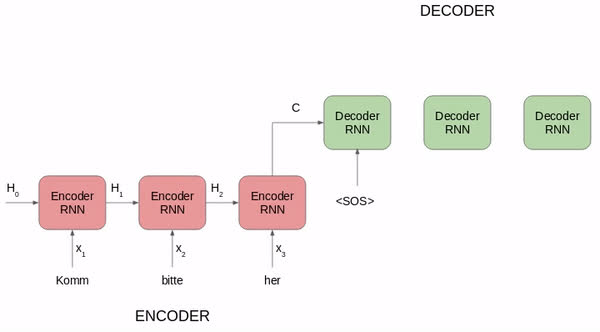 DECODER
C
Decoder
RNN
Decoder
RNN
Decoder
RNN
<SOS>
H0
Encoder
RNN
H1
Encoder
RNN
H2
Encoder
RNN
x1
x2
x3
Komm
bitte
her
ENCODER